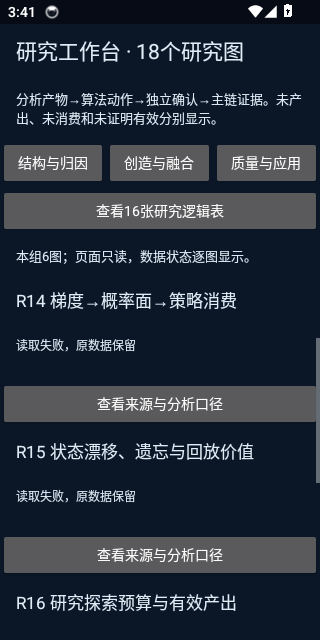 3:41
研究工作台 · 18个研究图
分析产物→算法动作→独立确认→主链证据。未产
出、未消费和未证明有效分别显示。
结构与归因 创造与融合 质量与应用
查看16张研究逻辑表
本组6图；页面只读，数据状态逐图显示。
R14 梯度→概率面→策略消费
读取失败，原数据保留
查看来源与分析口径
R15 状态漂移、遗忘与回放价值
读取失败，原数据保留
查看来源与分析口径
R16 研究探索预算与有效产出